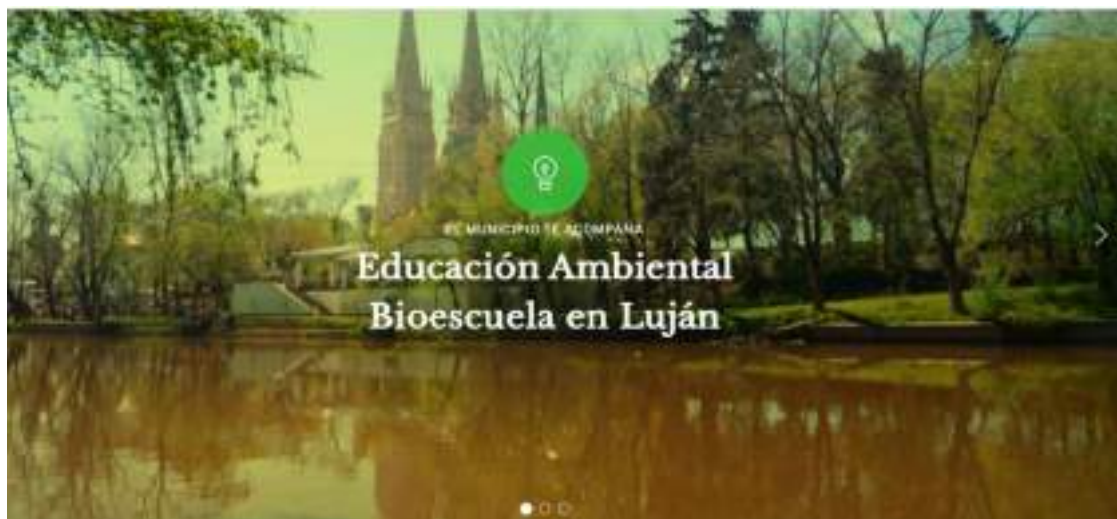 EL MUNICIPIO TE ACOMPAÑA
Educación Ambiental
Bioescuela en Luján